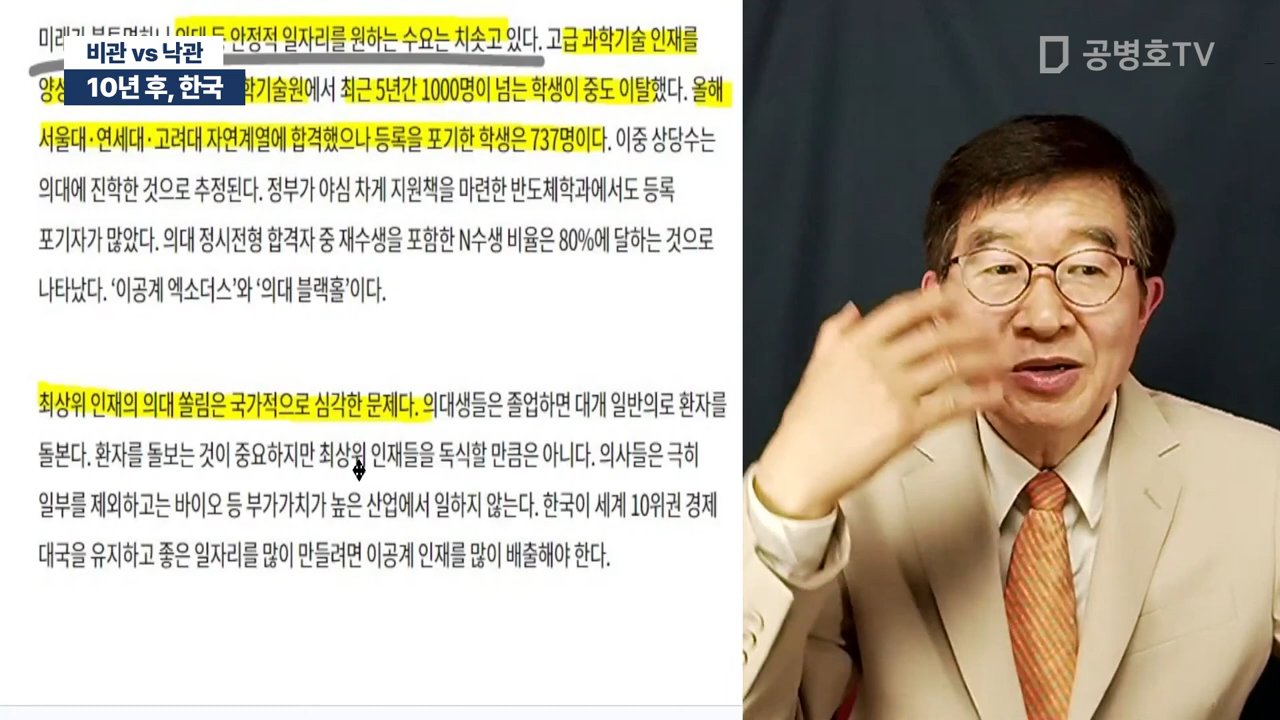 미래가 불투명하니 의대 등 안정적 일자리를 원하는 수요는 치솟고 있다. 고급 과학기술 인재를
비관 vs 낙관
10년 후, 한국
공병호TV
학기술원에서 최근 5년간 1000명이 넘는 학생이 중도 이탈했다. 올해
서울대·연세대·고려대 자연계열에 합격했으나 등록을 포기한 학생은 737명이다. 이중 상당수는
의대에 진학한 것으로 추정된다. 정부가 야심 차게 지원책을 마련한 반도체학과에서도 등록
포기자가 많았다. 의대 정시전형 합격자 중 재수생을 포함한 N수생 비율은 80%에 달하는 것으로
나타났다. ‘이공계 엑소더스’와 ‘의대 블랙홀’이다.
최상위 인재의 의대 쏠림은 국가적으로 심각한 문제다. 의대생들은 졸업하면 대개 일반의로 환자를
돌본다. 환자를 돌보는 것이 중요하지만 최상위 인재들을 독식할 만큼은 아니다. 의사들은 극히
일부를 제외하고는 바이오 등 부가가치가 높은 산업에서 일하지 않는다. 한국이 세계 10위권 경제
대국을 유지하고 좋은 일자리를 많이 만들려면 이공계 인재를 많이 배출해야 한다.